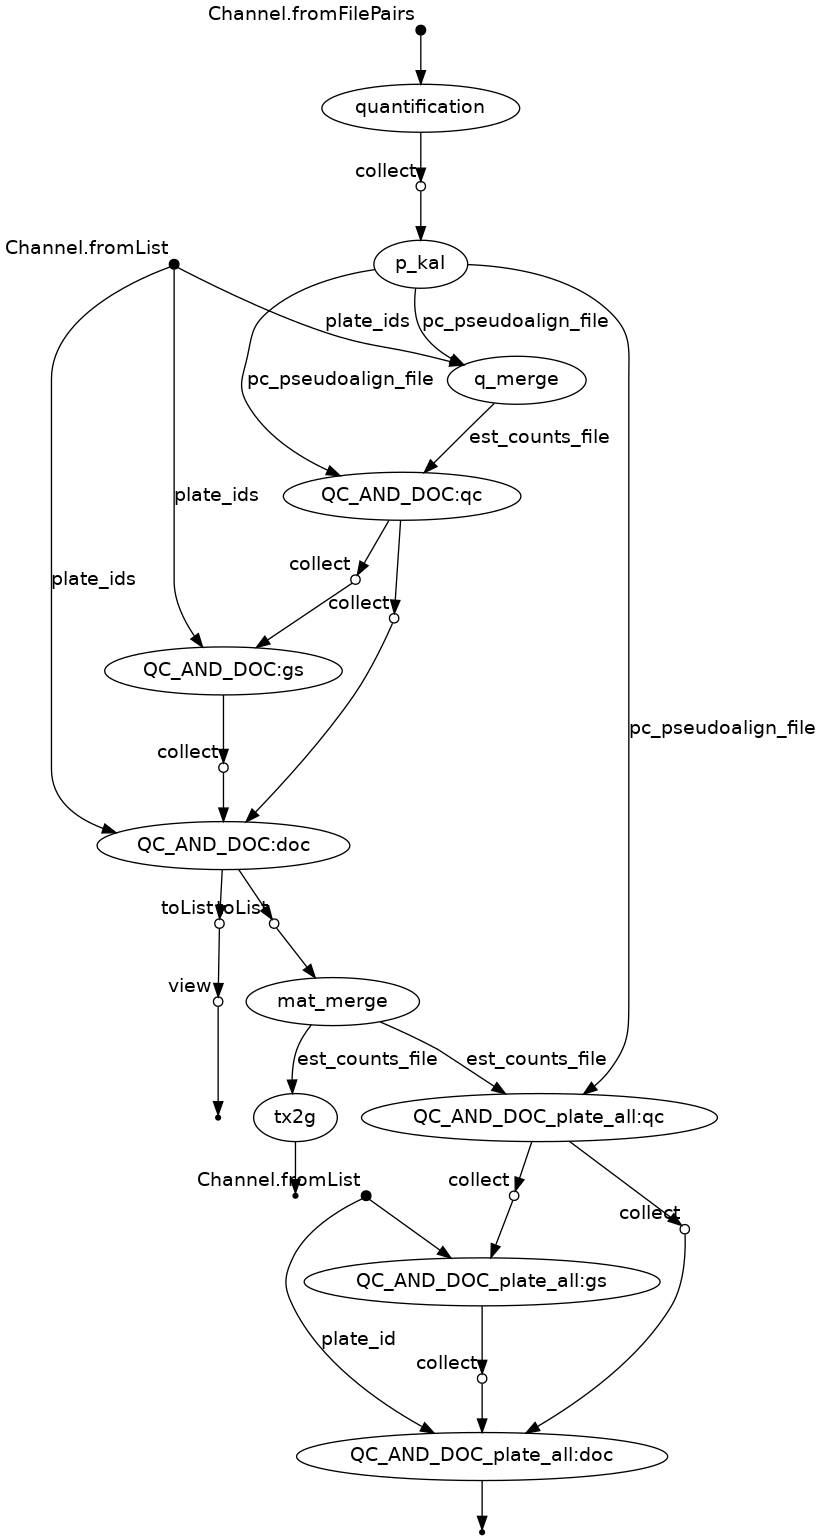 Channel.fromFilePairs
quantification
collect
Channel.fromList
p_kal
plate_ids
pc_pseudoalign_file
pc_pseudoalign_file
q_merge
est_counts_file
plate_ids
QC_AND_DOC:qc
collect
plate_ids
collect
QC_AND_DOC:gs
pc_pseudoalign_file
collect
QC_AND_DOC:doc
toList
toList
view
mat_merge
est_counts_file
est_counts_file
tx2g
QC_AND_DOC_plate_all:qc
Channel.fromList
collect
collect
QC_AND_DOC_plate_all:gs
plate_id
collect
QC_AND_DOC_plate_all:doc